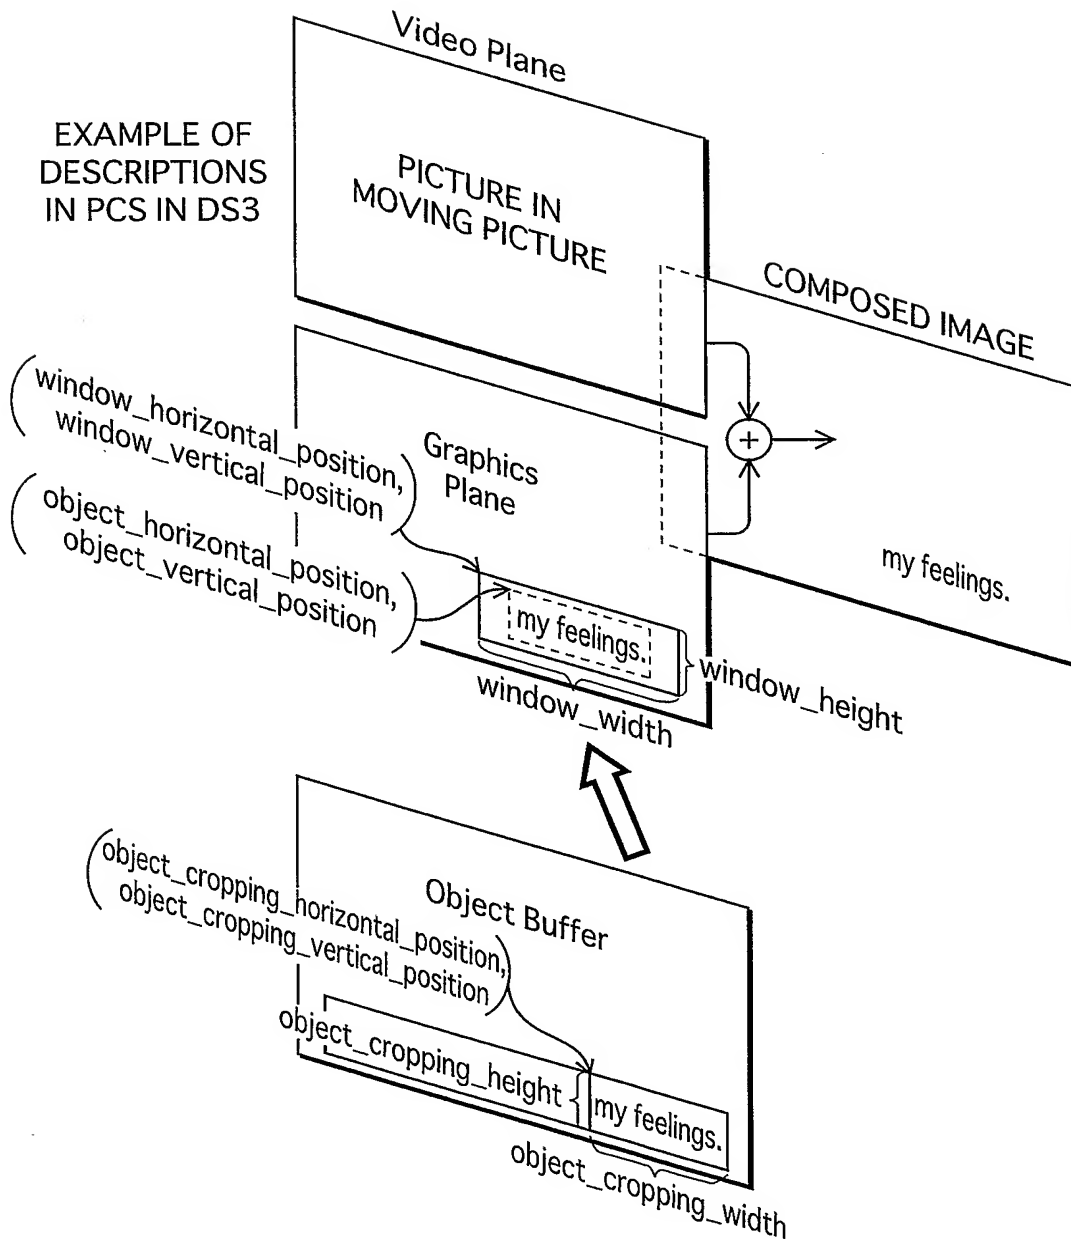 Video Plane
EXAMPLE OF
DESCRIPTIONS
IN PCS IN DS3
PICTURE IN
MOVING PICTURE
COMPOSED IMAGE
(window_horizontal_position,
window_vertical_position)
Graphics
Plane
+
(object_horizontal_position,
object_vertical_position)
my feelings.
my feelings.
window_height
window_width
Object Buffer
(object_cropping_horizontal_position,
object_cropping_vertical_position)
object_cropping_height
my feelings.
object_cropping_width